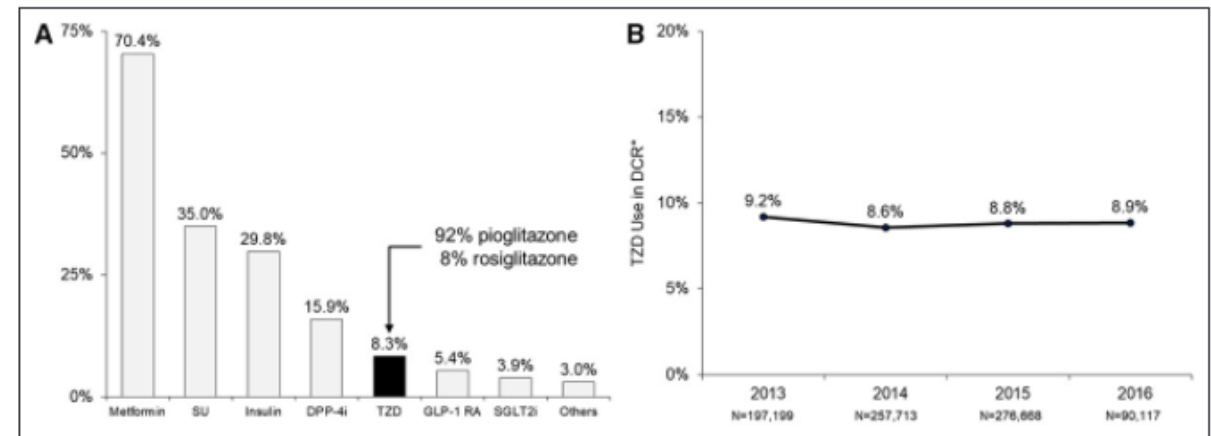 A
75%
50%
25%
0%
70.4%
35.0%
29.8%
15.9%
8.3%
5.4%
3.9%
3.0%
92% pioglitazone
8% rosiglitazone
Metformin SU Insulin DPP-4i TZD GLP-1 RA SGLT2i Others
B
TZD Use in DCR*
20%
15%
10%
5%
0%
9.2% 8.6% 8.8% 8.9%
2013 2014 2015 2016
N=197,199 N=257,713 N=276,668 N=90,117